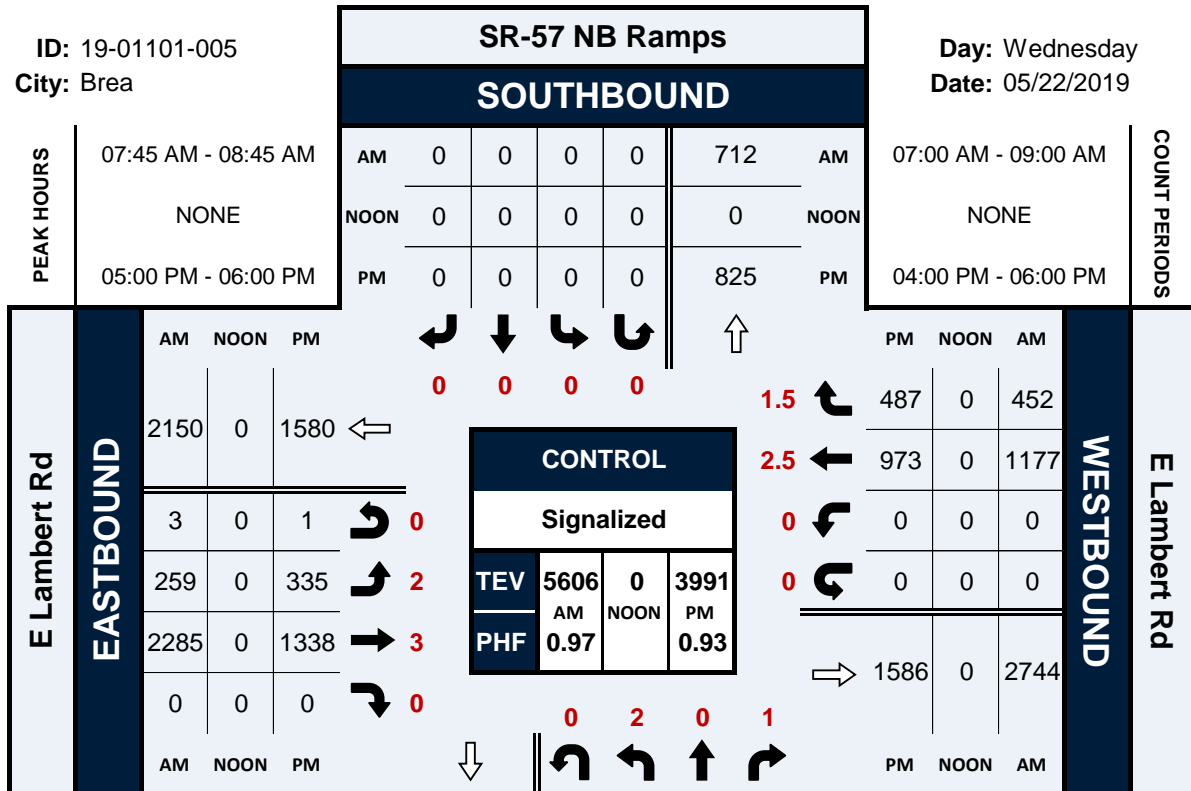 SR-57 NB Ramps
ID: 19-01101-005
City: Brea
Day: Wednesday
Date: 05/22/2019
SOUTHBOUND
PEAK HOURS
07:45 AM - 08:45 AM
NONE
05:00 PM - 06:00 PM
AM 0 0 0 0 712 AM
NOON 0 0 0 0 0 NOON
PM 0 0 0 0 825 PM
07:00 AM - 09:00 AM
NONE
04:00 PM - 06:00 PM
COUNT PERIODS
0 0 0 0
E Lambert Rd
EASTBOUND
AM NOON PM
2150 0 1580
3 0 1 0
259 0 335 2
2285 0 1338 3
0 0 0 0
AM NOON PM
CONTROL
Signalized
TEV 5606 0 3991
AM NOON PM
PHF 0.97 0.93
PM NOON AM
1.5 487 0 452
2.5 973 0 1177
0 0 0 0
0 0 0 0
1586 0 2744
PM NOON AM
WESTBOUND
E Lambert Rd
0 2 0 1